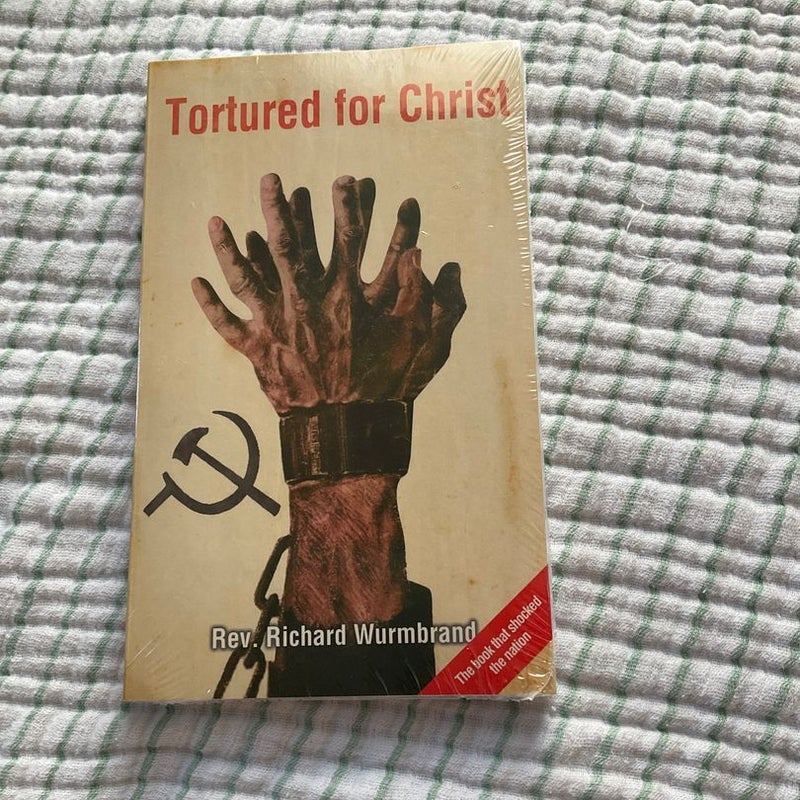 Tortured for Christ
Rev. Richard Wurmbrand
The book that shocked
the nation